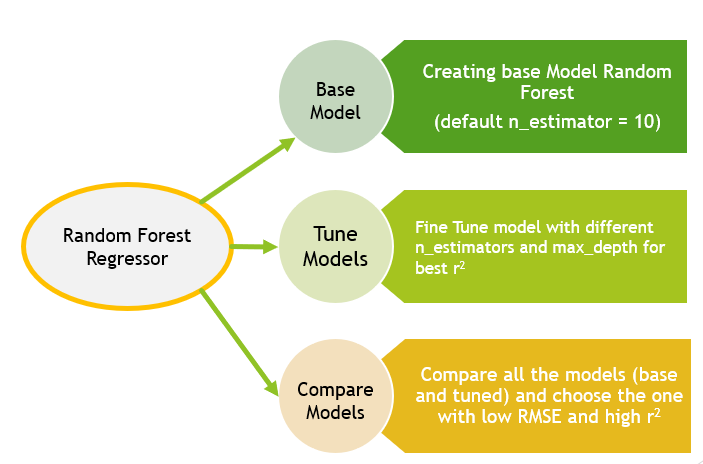 Base
Model
Creating base Model Random
Forest
(default n_estimator = 10)
Random Forest
Regressor
Tune
Models
Fine Tune model with different
n_estimators and max_depth for
best r²
Compare
Models
Compare all the models (base
and tuned) and choose the one
with low RMSE and high r²